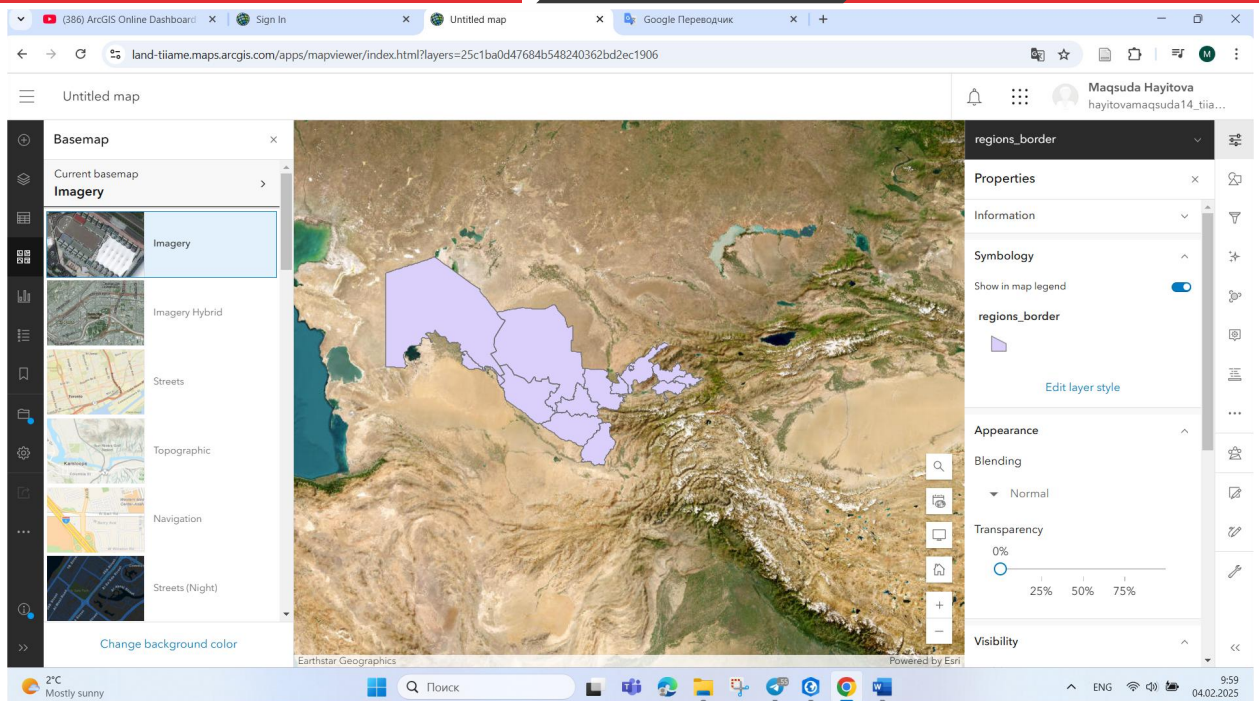 (386) ArcGIS Online Dashboard
Sign In
Untitled map
Google Переводчик
land-tiiame.maps.arcgis.com/apps/mapviewer/index.html?layers=25c1ba0d47684b548240362bd2ec1906
M
Untitled map
Maqsuda Hayitova
hayitovamaqsuda14_tiia...
Basemap
Current basemap
Imagery
Imagery
Imagery Hybrid
Streets
Topographic
Navigation
Streets (Night)
Change background color
Earthstar Geographics
Powered by Esri
regions_border
Properties
Information
Symbology
Show in map legend
regions_border
Edit layer style
Appearance
Blending
Normal
Transparency
0%
25% 50% 75%
Visibility
2°C
Mostly sunny
Поиск
ENG
9:59
04.02.2025